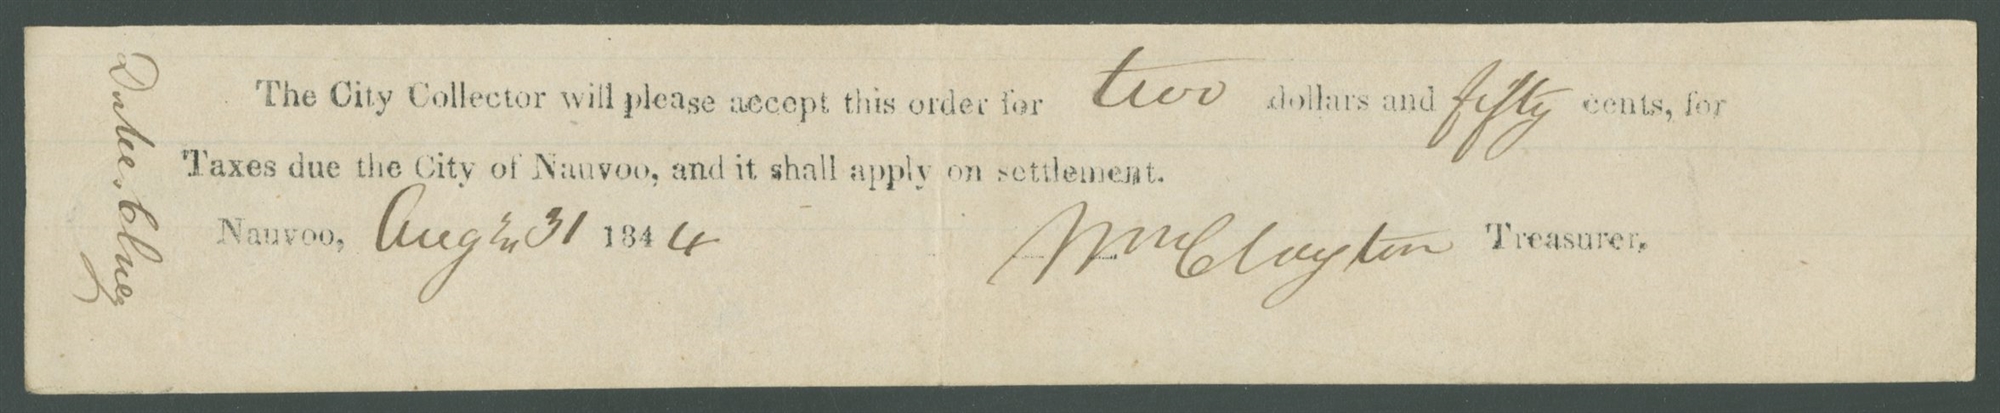 The City Collector will please accept this order for two dollars and fifty cents, for
Taxes due the City of Nauvoo, and it shall apply on settlement.
Nauvoo, Aug 31 1844 Wm Clayton Treasurer.